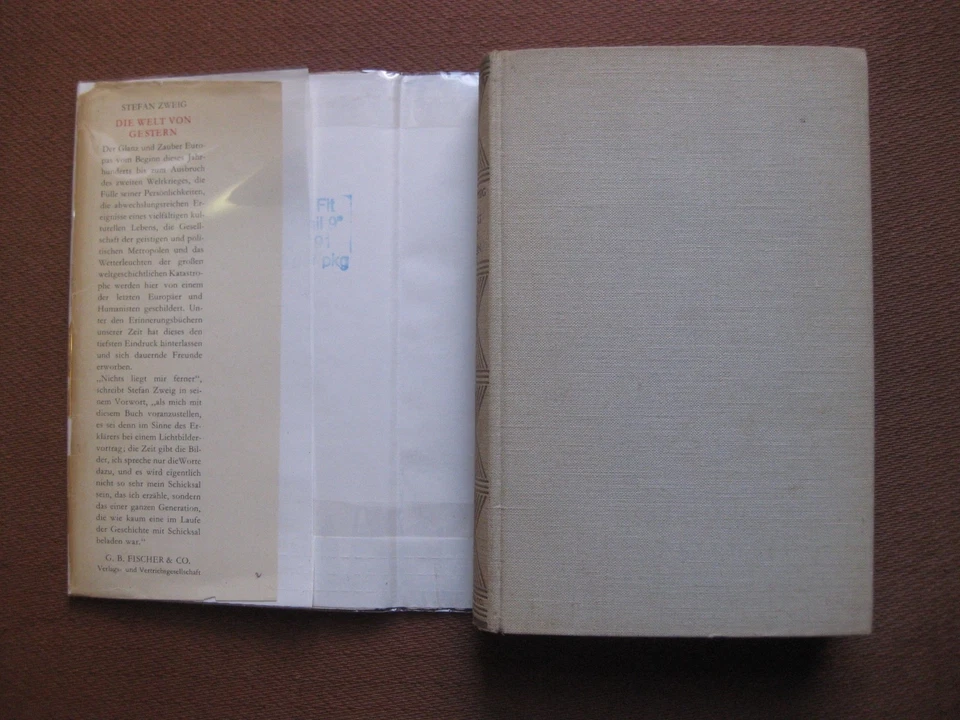 STEFAN ZWEIG
DIE WELT VON
GESTERN
Der Glanz und Zauber Euro-
pas vom Beginn dieses Jahr-
hunderts bis zum Ausbruch
des zweiten Weltkrieges, die
Fülle seiner Persönlichkeiten,
die abwechslungsreichen Er-
eignisse eines vielfältigen kul-
turellen Lebens, die Gesell-
schaft der geistigen und poli-
tischen Metropolen und das
Wetterleuchten der großen
weltgeschichtlichen Katastro-
phe werden hier von einem
der letzten Europäer und
Humanisten geschildert. Un-
ter den Erinnerungsbüchern
unserer Zeit hat dieses den
tiefsten Eindruck hinterlassen
und sich dauernde Freunde
erworben.
„Nichts liegt mir ferner“,
schreibt Stefan Zweig in sei-
nem Vorwort, „als mich mit
diesem Buch voranzustellen,
es sei denn im Sinne des Er-
klärers bei einem Lichtbilder-
vortrag; die Zeit gibt die Bil-
der, ich spreche nur die Worte
dazu, und es wird eigentlich
nicht so sehr mein Schicksal
sein, das ich erzähle, sondern
das einer ganzen Generation,
die wie kaum eine im Laufe
der Geschichte mit Schicksal
beladen war.“
G. B. FISCHER & CO.
Verlags- und Vertriebsgesellschaft
Fit
9"
pkg